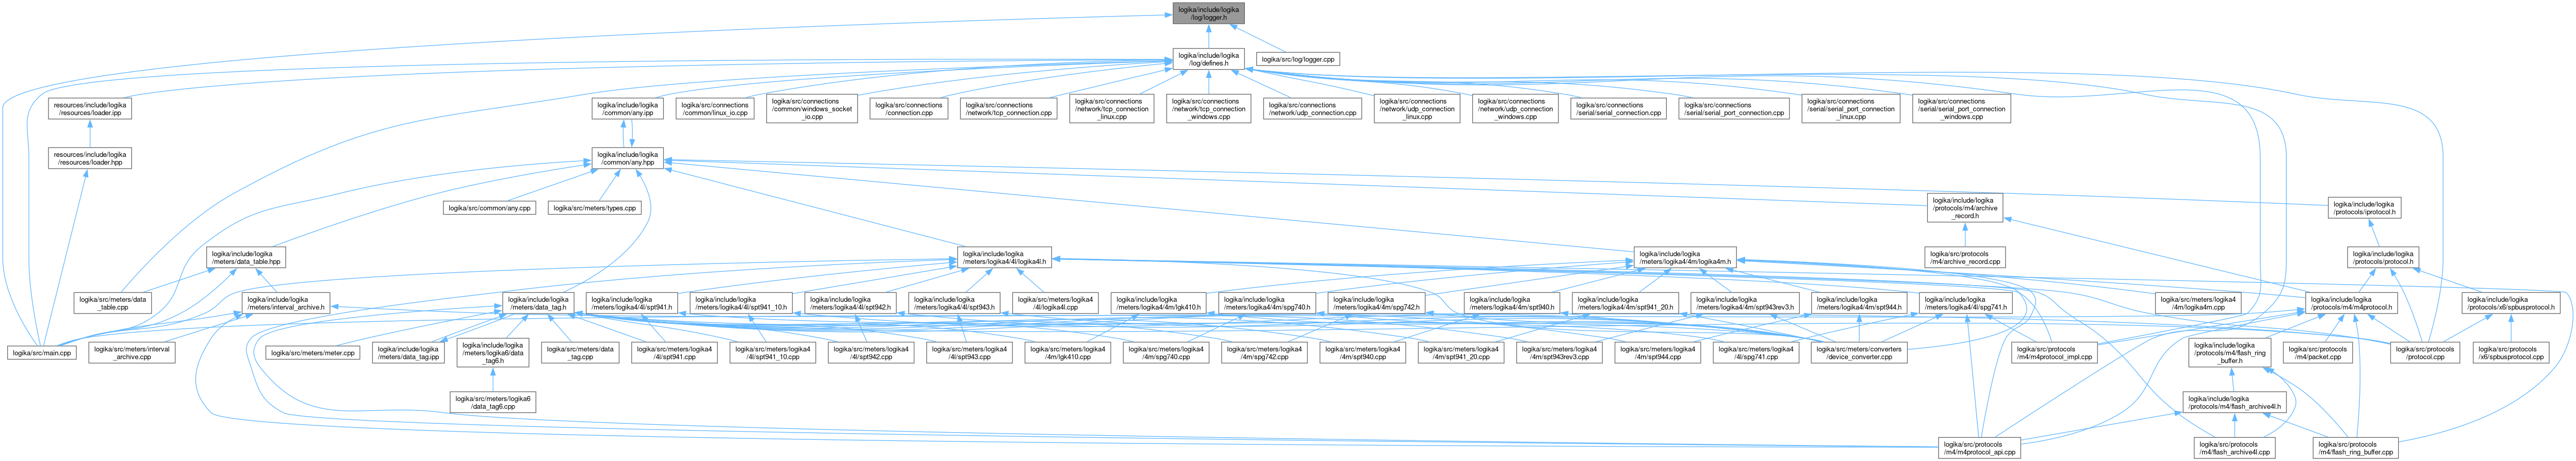 logika/include/logika
/log/logger.h
logika/include/logika
/log/defines.h
logika/src/log/logger.cpp
resources/include/logika
/resources/loader.ipp
logika/include/logika
/common/any.ipp
logika/src/connections
/common/linux_io.cpp
logika/src/connections
/common/windows_socket
_io.cpp
logika/src/connections
/connection.cpp
logika/src/connections
/network/tcp_connection.cpp
logika/src/connections
/network/tcp_connection
_linux.cpp
logika/src/connections
/network/tcp_connection
_windows.cpp
logika/src/connections
/network/udp_connection.cpp
logika/src/connections
/network/udp_connection
_linux.cpp
logika/src/connections
/network/udp_connection
_windows.cpp
logika/src/connections
/serial/serial_connection.cpp
logika/src/connections
/serial/serial_port_connection.cpp
logika/src/connections
/serial/serial_port_connection
_linux.cpp
logika/src/connections
/serial/serial_port_connection
_windows.cpp
resources/include/logika
/resources/loader.hpp
logika/include/logika
/common/any.hpp
logika/src/common/any.cpp
logika/src/meters/types.cpp
logika/include/logika
/protocols/m4/archive
_record.h
logika/include/logika
/protocols/iprotocol.h
logika/include/logika
/meters/data_table.hpp
logika/include/logika
/meters/logika4/4l/logika4l.h
logika/include/logika
/meters/logika4/4m/logika4m.h
logika/src/protocols
/m4/archive_record.cpp
logika/include/logika
/protocols/protocol.h
logika/src/meters/data
_table.cpp
logika/include/logika
/meters/interval_archive.h
logika/include/logika
/meters/data_tag.h
logika/include/logika
/meters/logika4/4l/spt941.h
logika/include/logika
/meters/logika4/4l/spt941_10.h
logika/include/logika
/meters/logika4/4l/spt942.h
logika/include/logika
/meters/logika4/4l/spt943.h
logika/src/meters/logika4
/4l/logika4l.cpp
logika/include/logika
/meters/logika4/4m/lgk410.h
logika/include/logika
/meters/logika4/4m/spg740.h
logika/include/logika
/meters/logika4/4m/spg742.h
logika/include/logika
/meters/logika4/4m/spt940.h
logika/include/logika
/meters/logika4/4m/spt941_20.h
logika/include/logika
/meters/logika4/4m/spt943rev3.h
logika/include/logika
/meters/logika4/4m/spt944.h
logika/include/logika
/meters/logika4/4l/spg741.h
logika/src/meters/logika4
/4m/logika4m.cpp
logika/include/logika
/protocols/m4/m4protocol.h
logika/include/logika
/protocols/x6/spbusprotocol.h
logika/src/main.cpp
logika/src/meters/interval
_archive.cpp
logika/src/meters/meter.cpp
logika/include/logika
/meters/data_tag.ipp
logika/include/logika
/meters/logika6/data
_tag6.h
logika/src/meters/data
_tag.cpp
logika/src/meters/logika4
/4l/spt941.cpp
logika/src/meters/logika4
/4l/spt941_10.cpp
logika/src/meters/logika4
/4l/spt942.cpp
logika/src/meters/logika4
/4l/spt943.cpp
logika/src/meters/logika4
/4m/lgk410.cpp
logika/src/meters/logika4
/4m/spg740.cpp
logika/src/meters/logika4
/4m/spg742.cpp
logika/src/meters/logika4
/4m/spt940.cpp
logika/src/meters/logika4
/4m/spt941_20.cpp
logika/src/meters/logika4
/4m/spt943rev3.cpp
logika/src/meters/logika4
/4m/spt944.cpp
logika/src/meters/logika4
/4l/spg741.cpp
logika/src/meters/converters
/device_converter.cpp
logika/src/protocols
/m4/m4protocol_impl.cpp
logika/include/logika
/protocols/m4/flash_ring
_buffer.h
logika/src/protocols
/m4/packet.cpp
logika/src/protocols
/protocol.cpp
logika/src/protocols
/x6/spbusprotocol.cpp
logika/src/meters/logika6
/data_tag6.cpp
logika/include/logika
/protocols/m4/flash_archive4l.h
logika/src/protocols
/m4/m4protocol_api.cpp
logika/src/protocols
/m4/flash_archive4l.cpp
logika/src/protocols
/m4/flash_ring_buffer.cpp